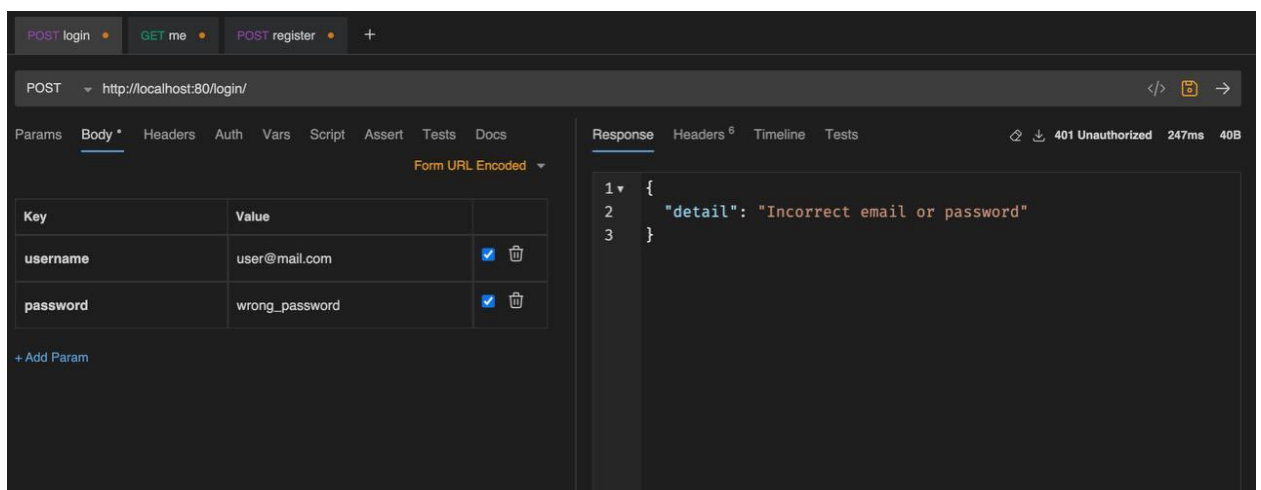 POST login GET me POST register +
POST http://localhost:80/login/ </>
Params Body * Headers Auth Vars Script Assert Tests Docs
Form URL Encoded
Key Value
username user@mail.com
password wrong_password
+ Add Param
Response Headers 6 Timeline Tests 401 Unauthorized 247ms 40B
1 {
2 "detail": "Incorrect email or password"
3 }